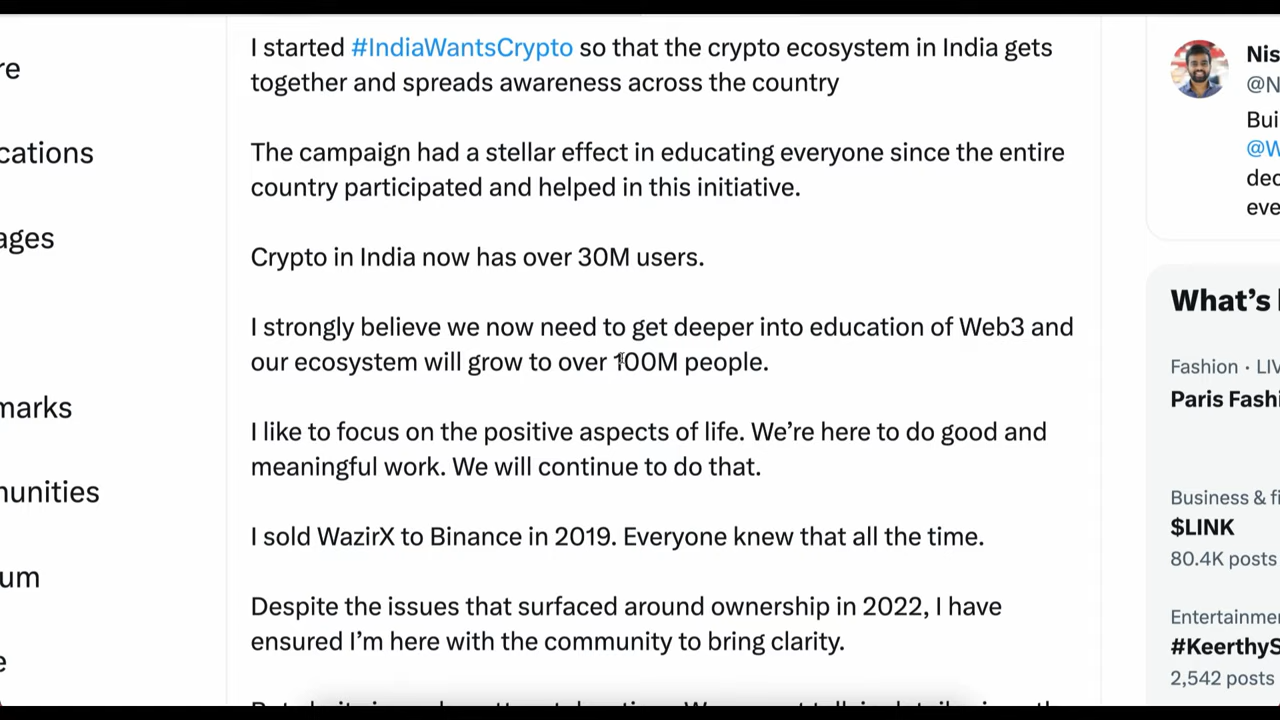 re
cations
ages
marks
nunities
um
e
I started #IndiaWantsCrypto so that the crypto ecosystem in India gets
together and spreads awareness across the country
The campaign had a stellar effect in educating everyone since the entire
country participated and helped in this initiative.
Crypto in India now has over 30M users.
I strongly believe we now need to get deeper into education of Web3 and
our ecosystem will grow to over 100M people.
I like to focus on the positive aspects of life. We’re here to do good and
meaningful work. We will continue to do that.
I sold WazirX to Binance in 2019. Everyone knew that all the time.
Despite the issues that surfaced around ownership in 2022, I have
ensured I’m here with the community to bring clarity.
Nis
@N
Bui
@W
dec
eve
What’s
Fashion · LIV
Paris Fashi
Business & fi
$LINK
80.4K posts
Entertainme
#KeerthyS
2,542 posts